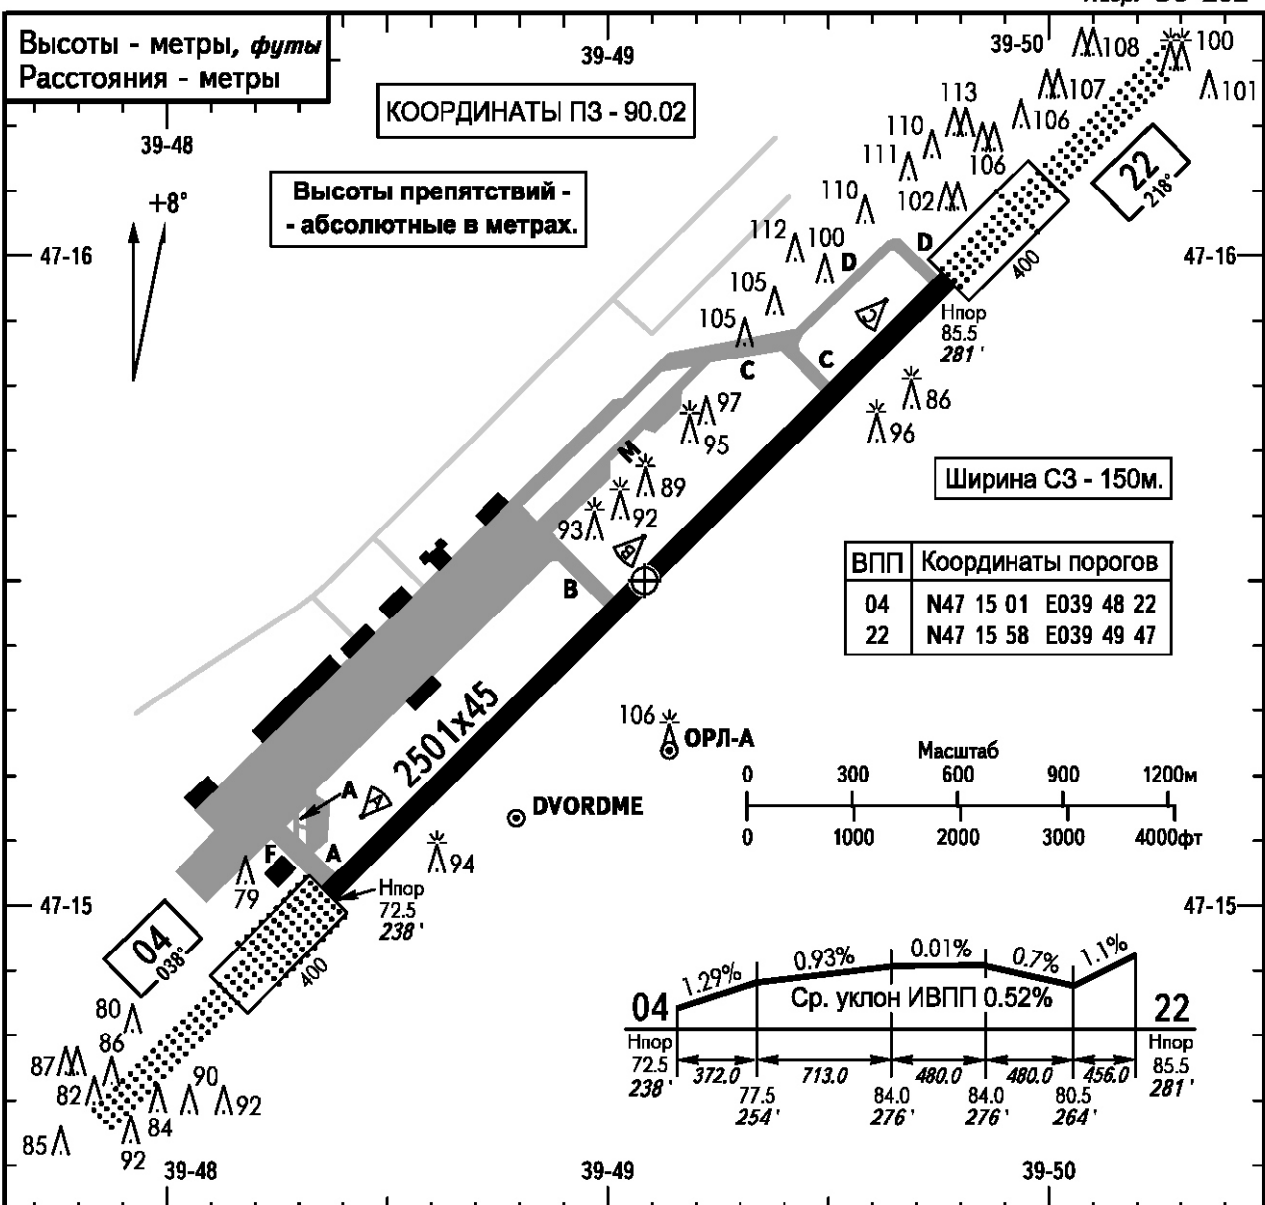 Высоты - метры, футы
Расстояния - метры
39-49
39-50
108
100
107
101
113
106
КООРДИНАТЫ ПЗ - 90.02
39-48
110
111
106
22
218°
Высоты препятствий -
- абсолютные в метрах.
+8°
110
102
112
100
D
D
47-16
47-16
400
105
105
C
Нпор
85.5
281'
C
C
86
97
95
96
M
89
92
93
Ширина СЗ - 150м.
B
B
ВПП Координаты порогов
04 N47 15 01 E039 48 22
22 N47 15 58 E039 49 47
2501x45
106
ОРЛ-А
Масштаб
0 300 600 900 1200м
0 1000 2000 3000 4000фт
A
A
DVORDME
F
A
94
79
Нпор
72.5
238'
47-15
47-15
04
038°
400
1.29%
0.93%
0.01%
0.7%
1.1%
Ср. уклон ИВПП 0.52%
04
22
Нпор
72.5
238'
372.0
713.0
480.0
480.0
456.0
Нпор
85.5
281'
77.5
254'
84.0
276'
84.0
276'
80.5
264'
80
86
87
82
90
92
84
85
92
39-48
39-49
39-50